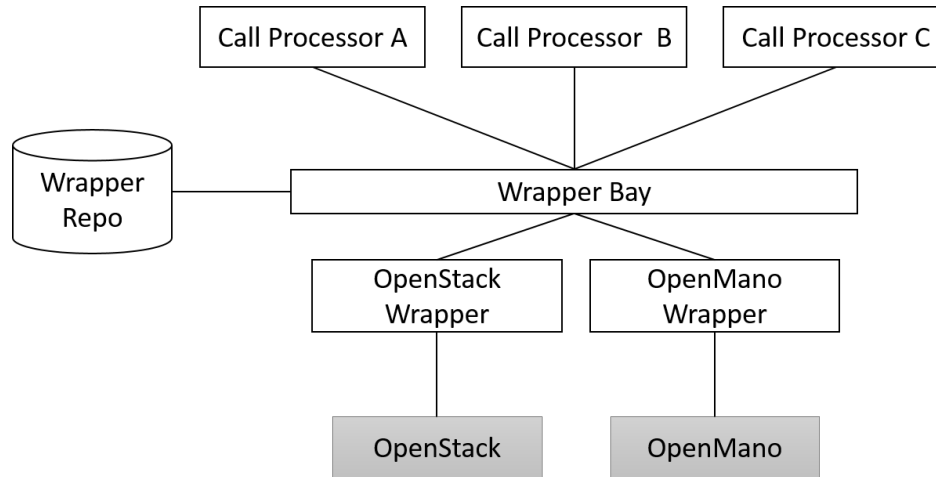 Call Processor A
Call Processor B
Call Processor C
Wrapper
Repo
Wrapper Bay
OpenStack
Wrapper
OpenMano
Wrapper
OpenStack
OpenMano